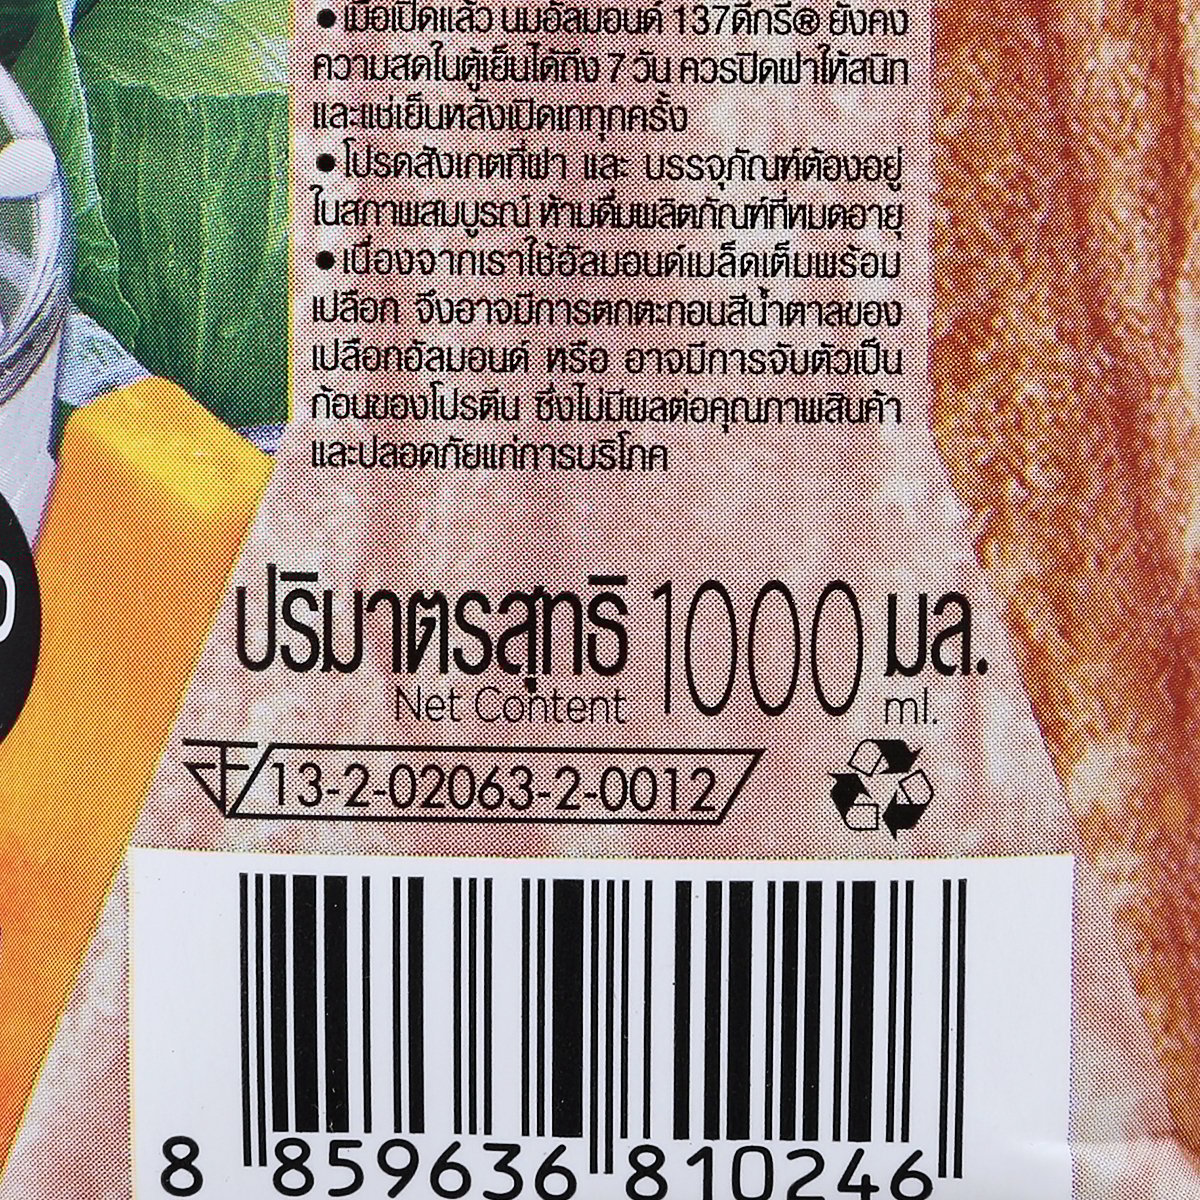 • เมื่อเปิดแล้ว นมอัลมอนด์ 137ดีกรี® ยังคง
ความสดในตู้เย็นได้ถึง 7 วัน ควรปิดฝาให้สนิท
และแช่เย็นหลังเปิดเททุกครั้ง
• โปรดสังเกตที่ฝา และ บรรจุภัณฑ์ต้องอยู่
ในสภาพสมบูรณ์ ห้ามดื่มผลิตภัณฑ์ที่หมดอายุ
• เนื่องจากเราใช้อัลมอนด์เมล็ดเต็มพร้อม
เปลือก จึงอาจมีการตกตะกอนสีน้ำตาลของ
เปลือกอัลมอนด์ หรือ อาจมีการจับตัวเป็น
ก้อนของโปรตีน ซึ่งไม่มีผลต่อคุณภาพสินค้า
และปลอดภัยแก่การบริโภค
ปริมาตรสุทธิ 1000 มล.
Net Content ml.
13-2-02063-2-0012
8 859636 810246